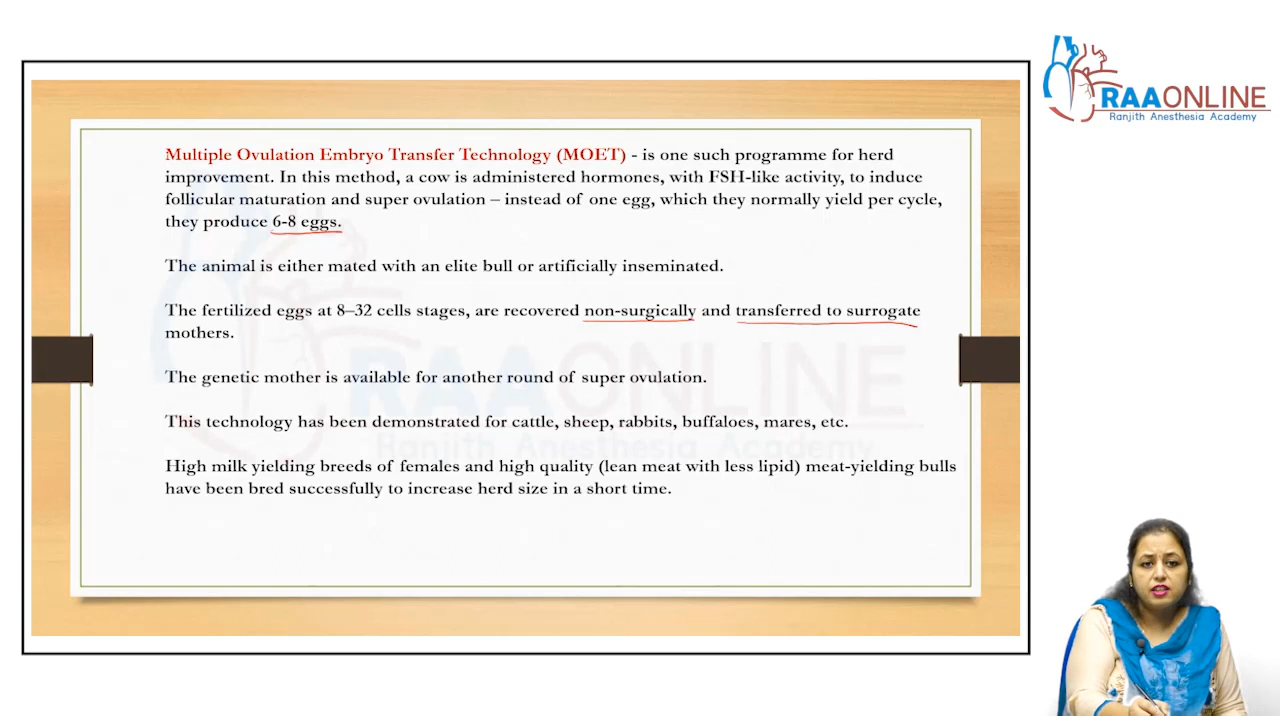 RAAONLINE
Ranjith Anesthesia Academy
Multiple Ovulation Embryo Transfer Technology (MOET) - is one such programme for herd
improvement. In this method, a cow is administered hormones, with FSH-like activity, to induce
follicular maturation and super ovulation – instead of one egg, which they normally yield per cycle,
they produce 6-8 eggs.
The animal is either mated with an elite bull or artificially inseminated.
The fertilized eggs at 8–32 cells stages, are recovered non-surgically and transferred to surrogate
mothers.
The genetic mother is available for another round of super ovulation.
This technology has been demonstrated for cattle, sheep, rabbits, buffaloes, mares, etc.
High milk yielding breeds of females and high quality (lean meat with less lipid) meat-yielding bulls
have been bred successfully to increase herd size in a short time.
RAAONLINE
Ranjith Anesthesia Academy